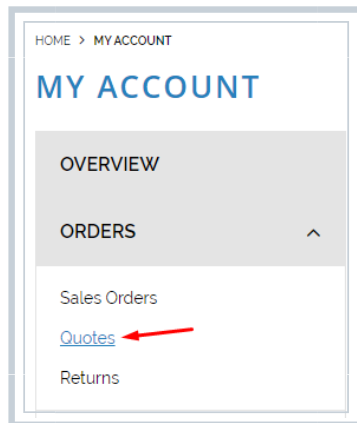 HOME > MY ACCOUNT
MY ACCOUNT
OVERVIEW
ORDERS
Sales Orders
Quotes
Returns